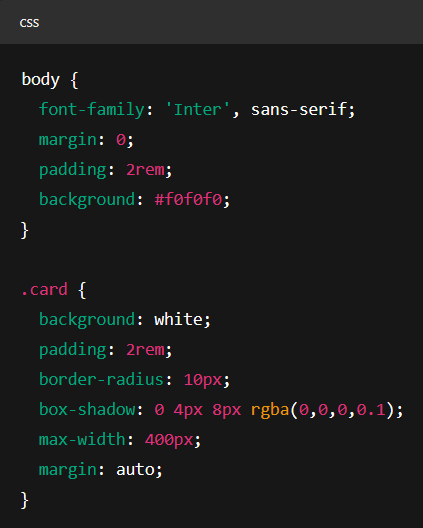 css
body {
  font-family: 'Inter', sans-serif;
  margin: 0;
  padding: 2rem;
  background: #f0f0f0;
}

.card {
  background: white;
  padding: 2rem;
  border-radius: 10px;
  box-shadow: 0 4px 8px rgba(0,0,0,0.1);
  max-width: 400px;
  margin: auto;
}